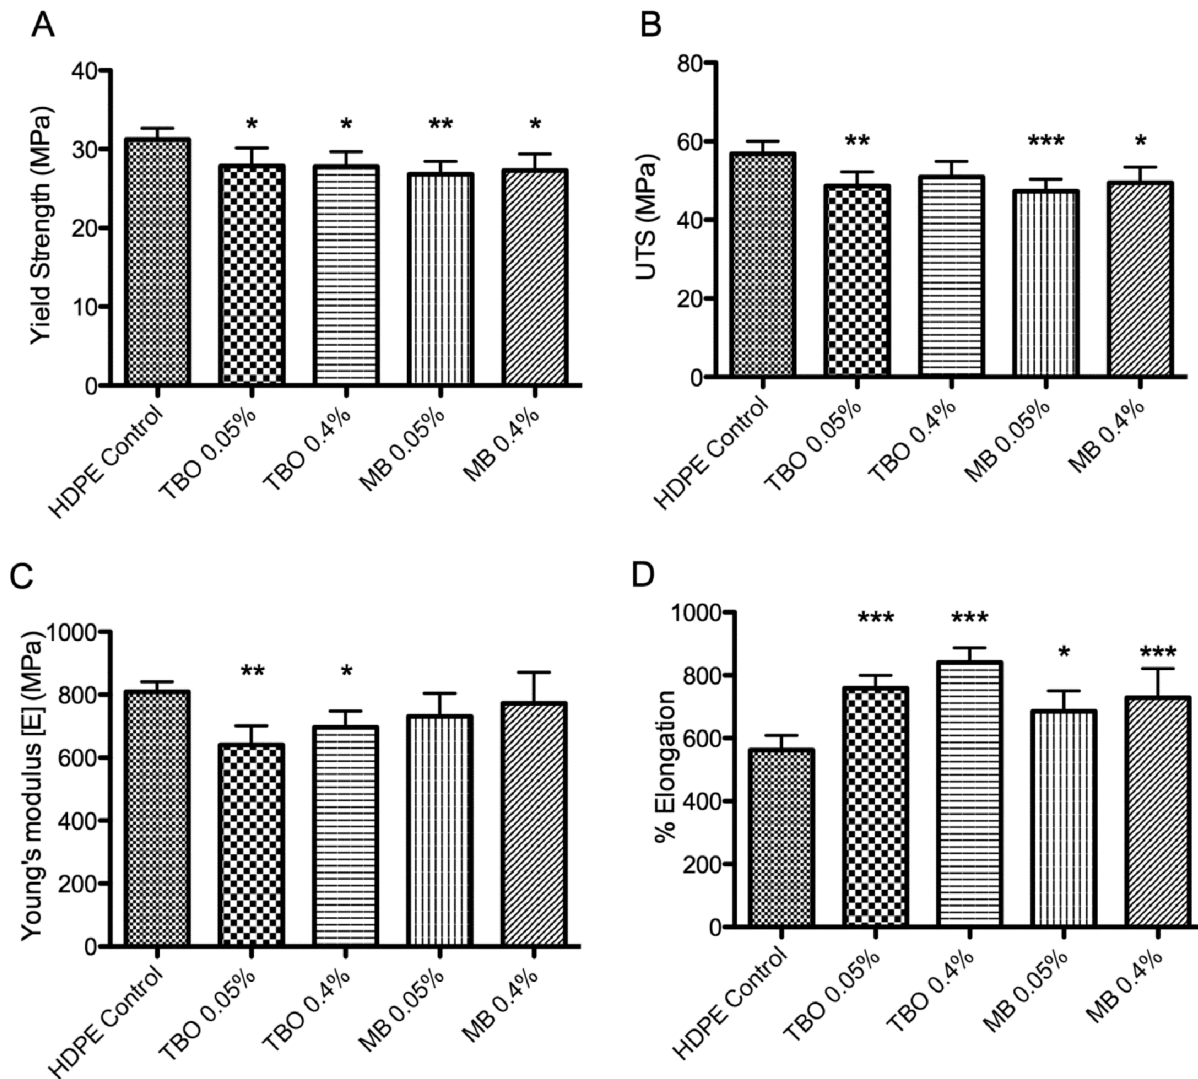 A
Yield Strength (MPa)
40
30
20
10
0
*
*
**
*
HDPE Control
TBO 0.05%
TBO 0.4%
MB 0.05%
MB 0.4%
B
UTS (MPa)
80
60
40
20
0
**
***
*
HDPE Control
TBO 0.05%
TBO 0.4%
MB 0.05%
MB 0.4%
C
Young's modulus [E] (MPa)
1000
800
600
400
200
0
**
*
HDPE Control
TBO 0.05%
TBO 0.4%
MB 0.05%
MB 0.4%
D
% Elongation
1000
800
600
400
200
0
***
***
*
***
HDPE Control
TBO 0.05%
TBO 0.4%
MB 0.05%
MB 0.4%